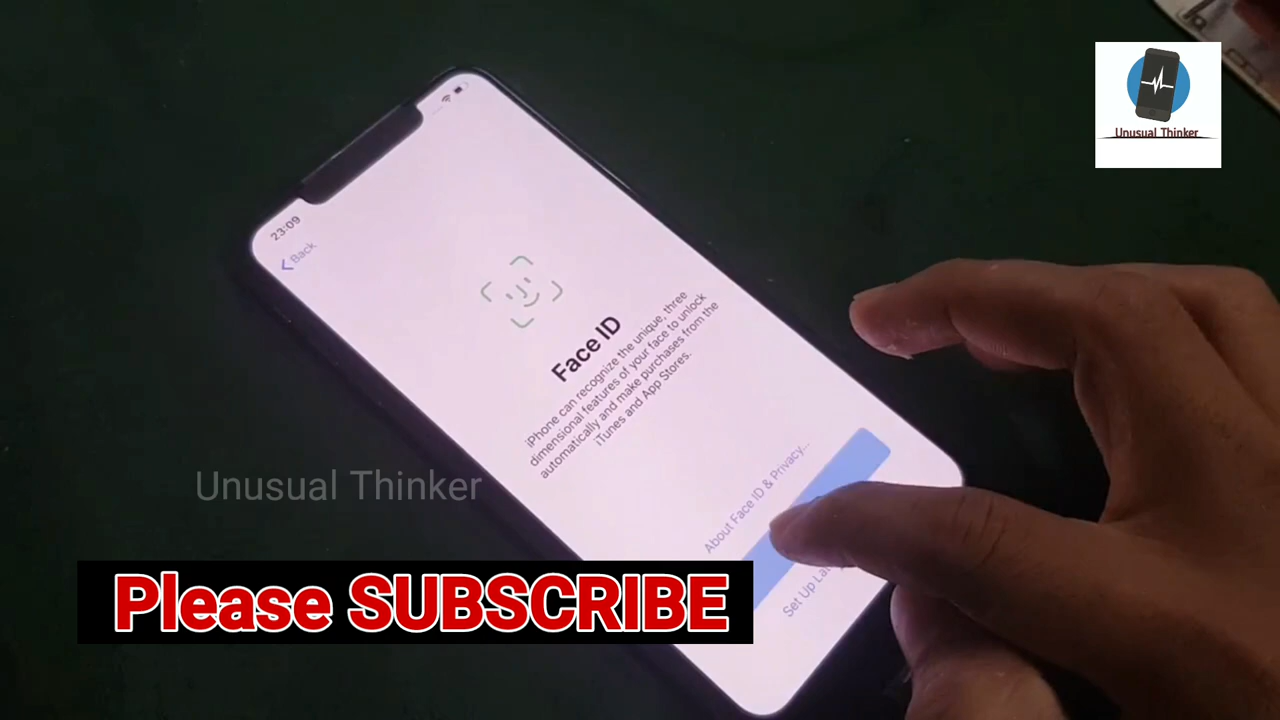 Unusual Thinker
23:09
Back
Face ID
iPhone can recognize the unique, three
dimensional features of your face to unlock
automatically and make purchases from the
iTunes and App Stores.
About Face ID & Privacy...
Set Up
Unusual Thinker
Please SUBSCRIBE